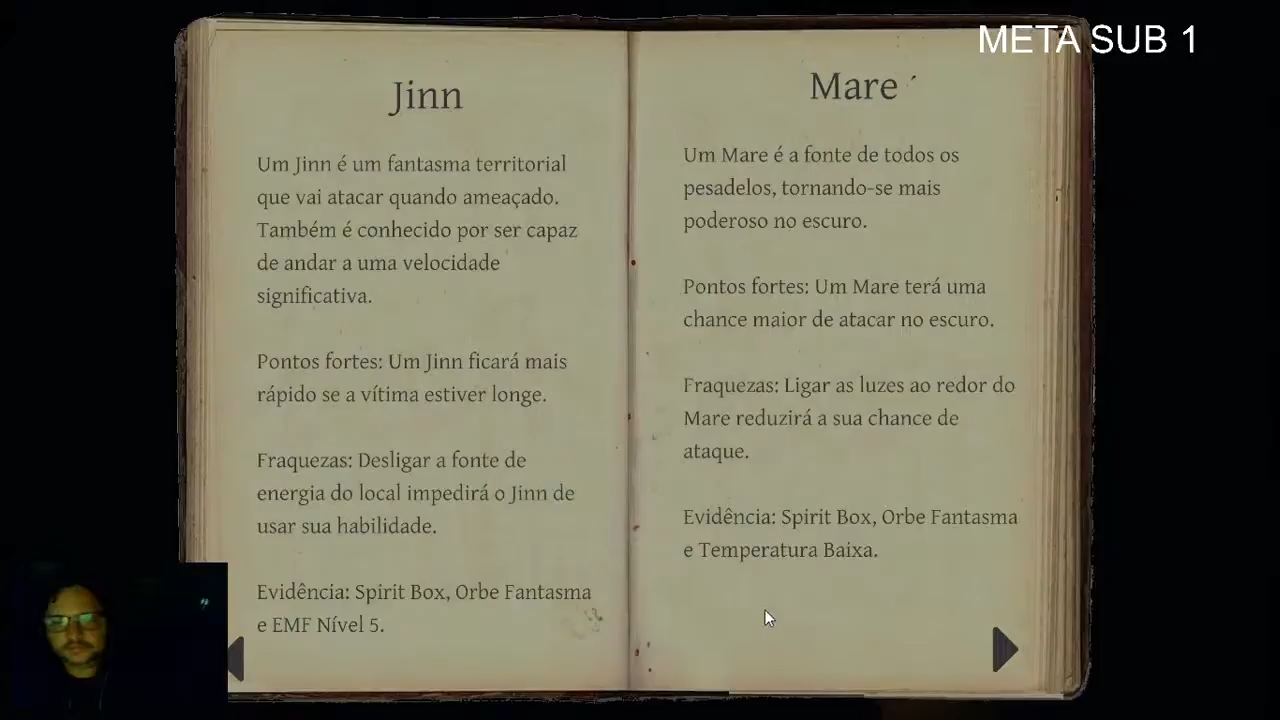 META SUB 1
Jinn
Um Jinn é um fantasma territorial
que vai atacar quando ameaçado.
Também é conhecido por ser capaz
de andar a uma velocidade
significativa.
Pontos fortes: Um Jinn ficará mais
rápido se a vítima estiver longe.
Fraquezas: Desligar a fonte de
energia do local impedirá o Jinn de
usar sua habilidade.
Evidência: Spirit Box, Orbe Fantasma
e EMF Nível 5.
Mare
Um Mare é a fonte de todos os
pesadelos, tornando-se mais
poderoso no escuro.
Pontos fortes: Um Mare terá uma
chance maior de atacar no escuro.
Fraquezas: Ligar as luzes ao redor do
Mare reduzirá a sua chance de
ataque.
Evidência: Spirit Box, Orbe Fantasma
e Temperatura Baixa.